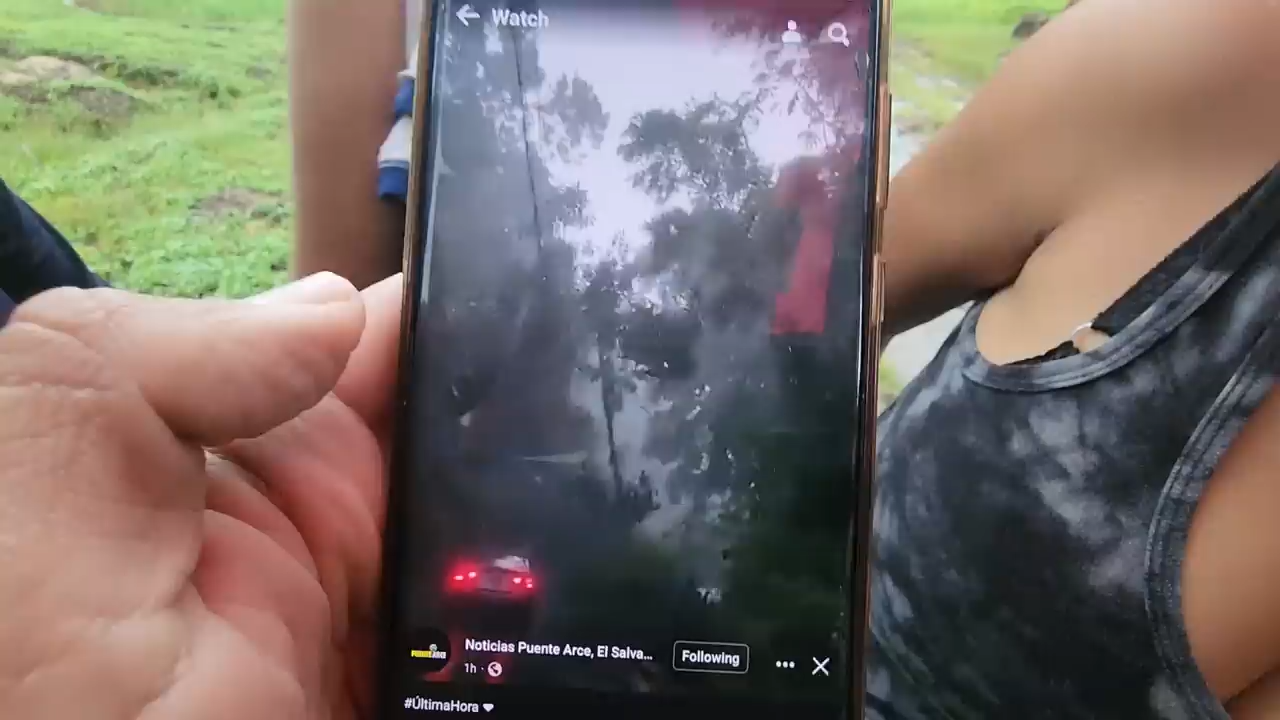 Watch
Noticias Puente Arce, El Salva...
Following
1h
#ÚltimaHora